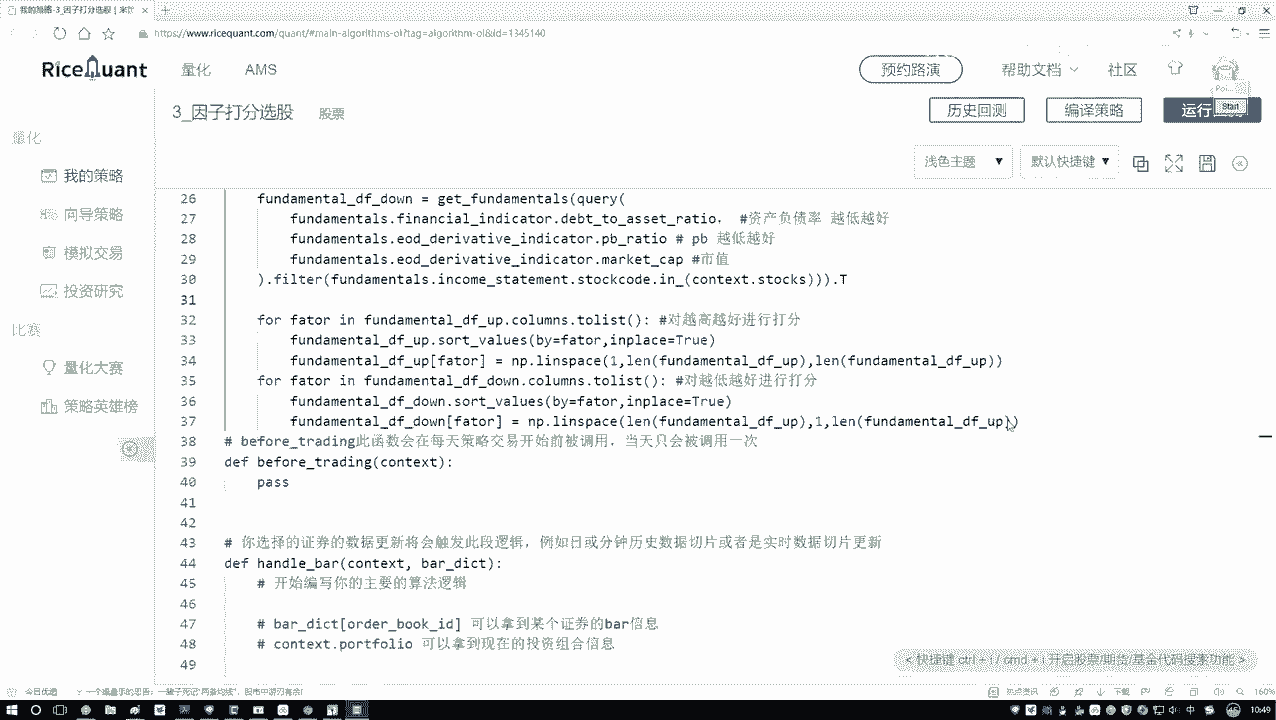 我的策略-3_因子打分选股
https://www.ricequant.com/quant/#main-algorithms-ol?tag=algorithm-ol&id=1345140
RiceQuant 量化 AMS 预约路演 帮助文档 社区
3_因子打分选股 股票 历史回测 编译策略 运行
Start
量化
我的策略
向导策略
模拟交易
投资研究
比赛
量化大赛
策略英雄榜
浅色主题 默认快捷键
26 fundamental_df_down = get_fundamentals(query(
27 fundamentals.financial_indicator.debt_to_asset_ratio, #资产负债率 越低越好
28 fundamentals.eod_derivative_indicator.pb_ratio # pb 越低越好
29 fundamentals.eod_derivative_indicator.market_cap #市值
30 ).filter(fundamentals.income_statement.stockcode.in_(context.stocks))).T
31
32 for fator in fundamental_df_up.columns.tolist(): #对越高越好进行打分
33 fundamental_df_up.sort_values(by=fator,inplace=True)
34 fundamental_df_up[fator] = np.linspace(1,len(fundamental_df_up),len(fundamental_df_up))
35 for fator in fundamental_df_down.columns.tolist(): #对越低越好进行打分
36 fundamental_df_down.sort_values(by=fator,inplace=True)
37 fundamental_df_down[fator] = np.linspace(len(fundamental_df_up),1,len(fundamental_df_up))
38 # before_trading此函数会在每天策略交易开始前被调用，当天只会被调用一次
39 def before_trading(context):
40 pass
41
42
43 # 你选择的证券的数据更新将会触发此段逻辑，例如日或分钟历史数据切片或者是实时数据切片更新
44 def handle_bar(context, bar_dict):
45 # 开始编写你的主要的算法逻辑
46
47 # bar_dict[order_book_id] 可以拿到某个证券的bar信息
48 # context.portfolio 可以拿到现在的投资组合信息
49
< 快捷键 ctrl + i / cmd + i 开启股票/期货/基金代码搜索功能 >
今日优选 热点资讯 下载 160%
中 10:49